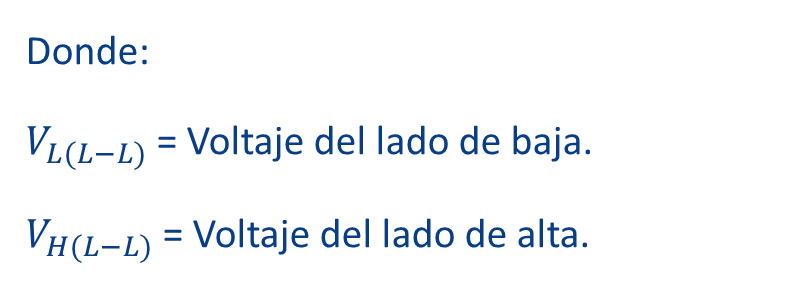 Donde:
V_{L(L−L)} = Voltaje del lado de baja.
V_{H(L−L)} = Voltaje del lado de alta.